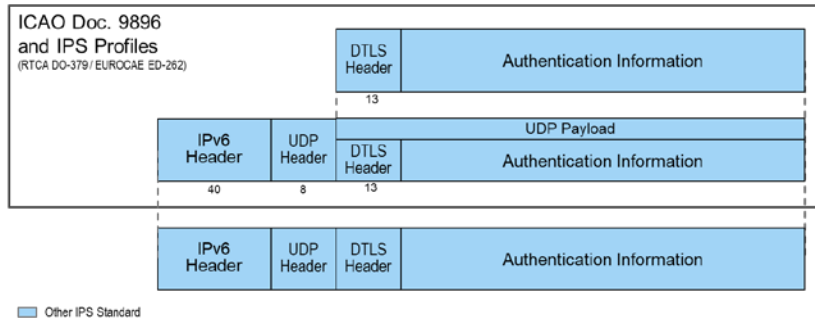 ICAO Doc. 9896
and IPS Profiles
(RTCA DO-379/ EUROCAE ED-262)
DTLS
Header
Authentication Information
13
UDP Payload
IPv6
Header
UDP
Header
DTLS
Header
Authentication Information
40
8
13
IPv6
Header
UDP
Header
DTLS
Header
Authentication Information
Other IPS Standard